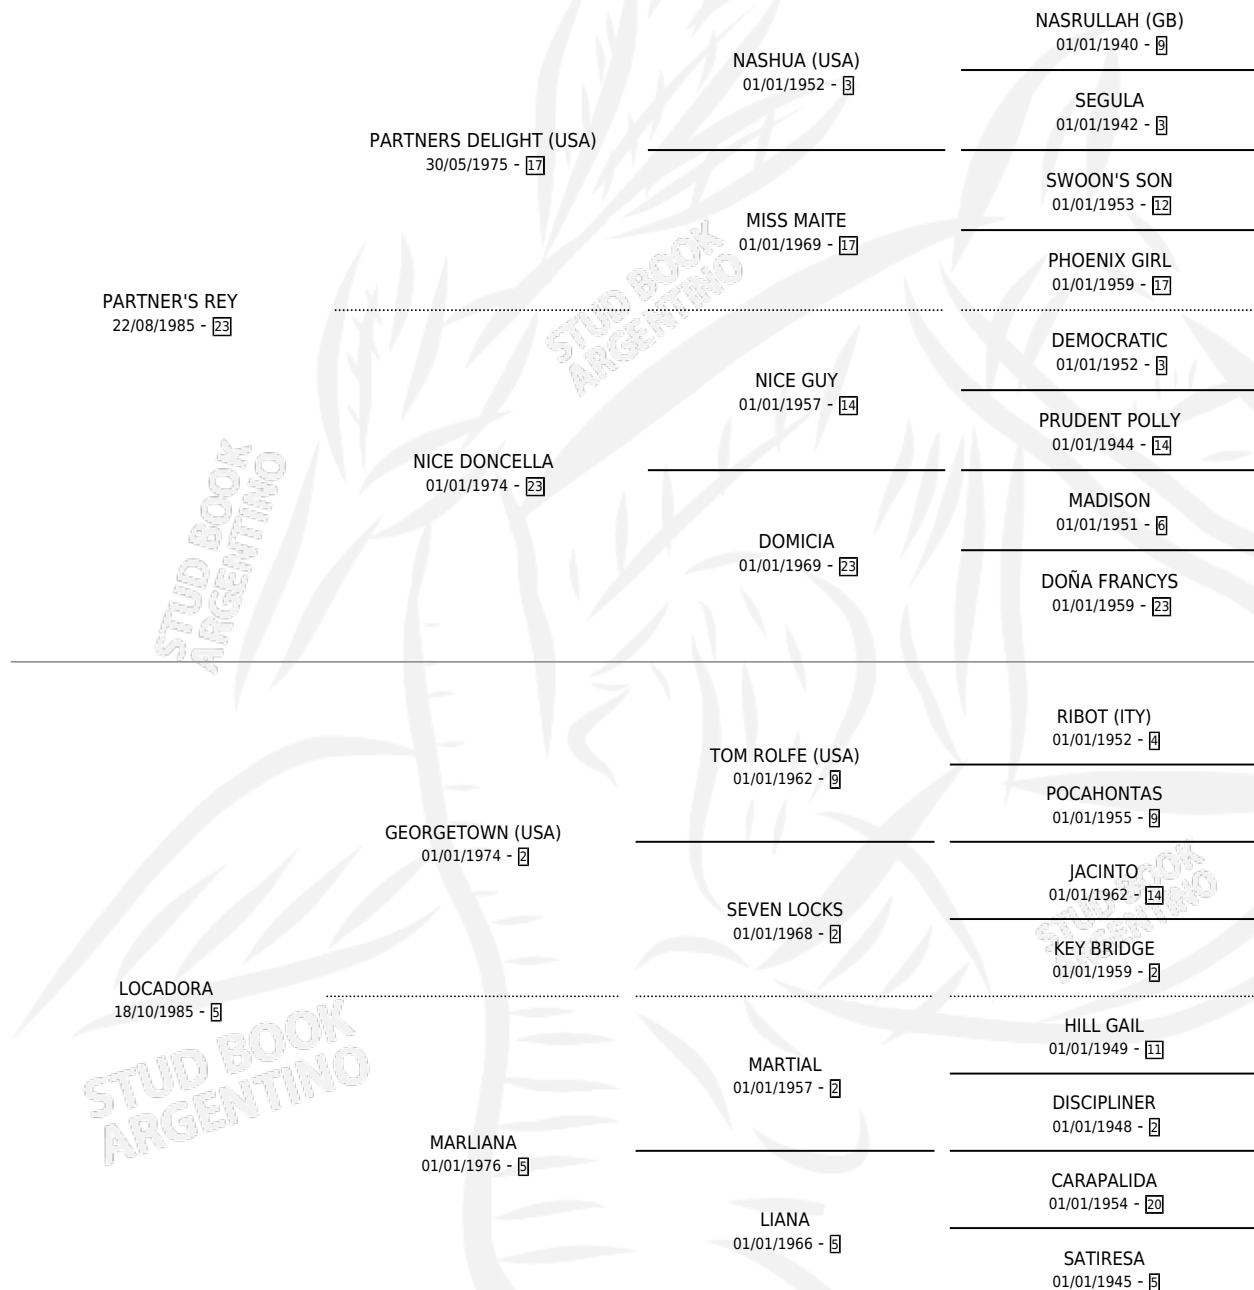 NASRULLAH (GB)
01/01/1940 - 9
NASHUA (USA)
01/01/1952 - 3
SEGULA
01/01/1942 - 3
PARTNERS DELIGHT (USA)
30/05/1975 - 17
SWOON'S SON
01/01/1953 - 12
MISS MAITE
01/01/1969 - 17
PHOENIX GIRL
01/01/1959 - 17
PARTNER'S REY
22/08/1985 - 23
DEMOCRATIC
01/01/1952 - 3
NICE GUY
01/01/1957 - 14
PRUDENT POLLY
01/01/1944 - 14
NICE DONCELLA
01/01/1974 - 23
MADISON
01/01/1951 - 6
DOMICIA
01/01/1969 - 23
DOÑA FRANCYS
01/01/1959 - 23
RIBOT (ITY)
01/01/1952 - 4
TOM ROLFE (USA)
01/01/1962 - 9
POCAHONTAS
01/01/1955 - 9
GEORGETOWN (USA)
01/01/1974 - 2
JACINTO
01/01/1962 - 14
SEVEN LOCKS
01/01/1968 - 2
KEY BRIDGE
01/01/1959 - 2
LOCADORA
18/10/1985 - 5
HILL GAIL
01/01/1949 - 11
MARTIAL
01/01/1957 - 2
DISCIPLINER
01/01/1948 - 2
MARLIANA
01/01/1976 - 5
CARAPALIDA
01/01/1954 - 20
LIANA
01/01/1966 - 5
SATIRESA
01/01/1945 - 5
STUD BOOK
ARGENTINO
STUD BOOK
ARGENTINO
STUD BOOK
ARGENTINO
STUD BOOK
ARGENTINO